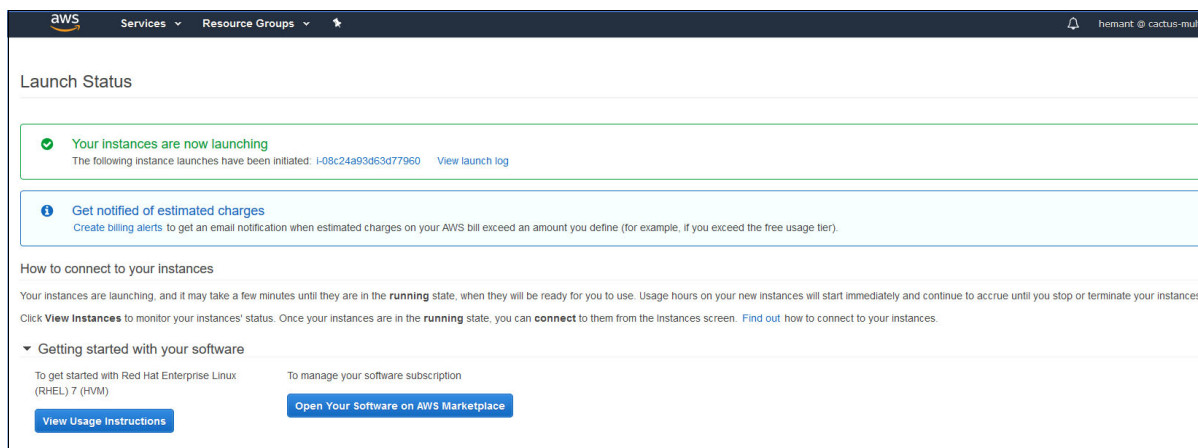 aws Services Resource Groups hemant @ cactus-mul
Launch Status
Your instances are now launching
The following instance launches have been initiated: i-08c24a93d63d77960 View launch log
Get notified of estimated charges
Create billing alerts to get an email notification when estimated charges on your AWS bill exceed an amount you define (for example, if you exceed the free usage tier).
How to connect to your instances
Your instances are launching, and it may take a few minutes until they are in the running state, when they will be ready for you to use. Usage hours on your new instances will start immediately and continue to accrue until you stop or terminate your instances
Click View Instances to monitor your instances' status. Once your instances are in the running state, you can connect to them from the Instances screen. Find out how to connect to your instances.
Getting started with your software
To get started with Red Hat Enterprise Linux To manage your software subscription
(RHEL) 7 (HVM)
Open Your Software on AWS Marketplace
View Usage Instructions